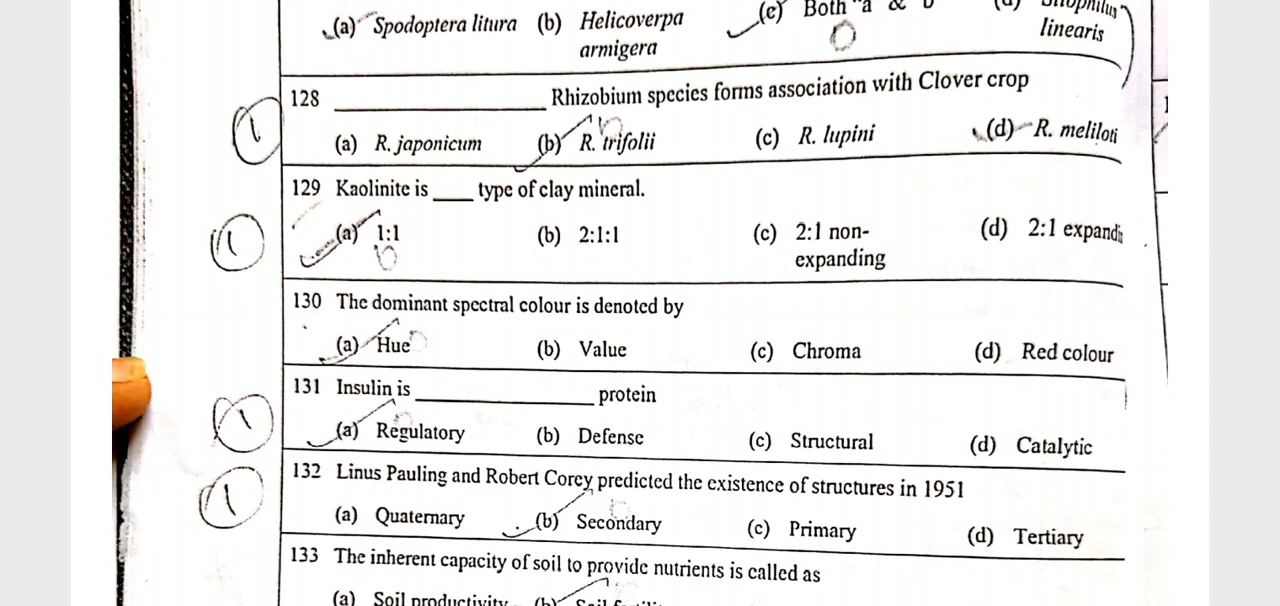 (a) Spodoptera litura (b) Helicoverpa armigera (c) Both "a & b" linearis
128 ____________ Rhizobium species forms association with Clover crop
(a) R. japonicum (b) R. trifolii (c) R. lupini (d) R. meliloti
129 Kaolinite is ___ type of clay mineral.
(a) 1:1 (b) 2:1:1 (c) 2:1 non-expanding (d) 2:1 expandi
130 The dominant spectral colour is denoted by
(a) Hue (b) Value (c) Chroma (d) Red colour
131 Insulin is ____________ protein
(a) Regulatory (b) Defense (c) Structural (d) Catalytic
132 Linus Pauling and Robert Corey predicted the existence of structures in 1951
(a) Quaternary (b) Secondary (c) Primary (d) Tertiary
133 The inherent capacity of soil to provide nutrients is called as
(a) Soil productivity (b) Soil